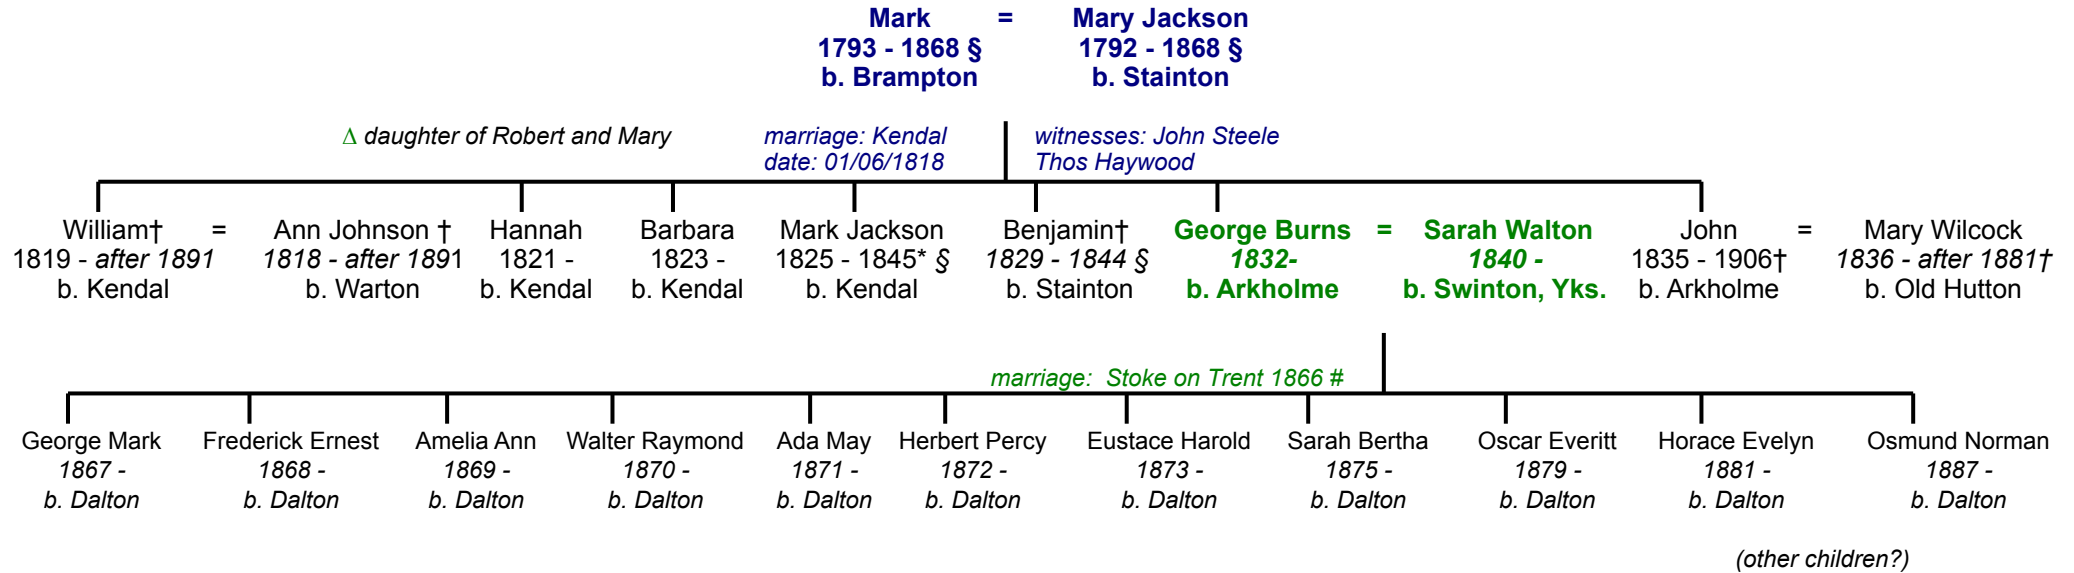 Mark = Mary Jackson
1793 - 1868 § 1792 - 1868 §
b. Brampton b. Stainton
Δ daughter of Robert and Mary marriage: Kendal witnesses: John Steele
date: 01/06/1818 Thos Haywood
William† = Ann Johnson † Hannah Barbara Mark Jackson Benjamin† George Burns = Sarah Walton John = Mary Wilcock
1819 - after 1891 1818 - after 1891 1821 - 1823 - 1825 - 1845* § 1829 - 1844 § 1832- 1840 - 1835 - 1906† 1836 - after 1881†
b. Kendal b. Warton b. Kendal b. Kendal b. Kendal b. Stainton b. Arkholme b. Swinton, Yks. b. Arkholme b. Old Hutton
marriage: Stoke on Trent 1866 #
George Mark Frederick Ernest Amelia Ann Walter Raymond Ada May Herbert Percy Eustace Harold Sarah Bertha Oscar Everitt Horace Evelyn Osmund Norman
1867 - 1868 - 1869 - 1870 - 1871 - 1872 - 1873 - 1875 - 1879 - 1881 - 1887 -
b. Dalton b. Dalton b. Dalton b. Dalton b. Dalton b. Dalton b. Dalton b. Dalton b. Dalton b. Dalton b. Dalton
(other children?)